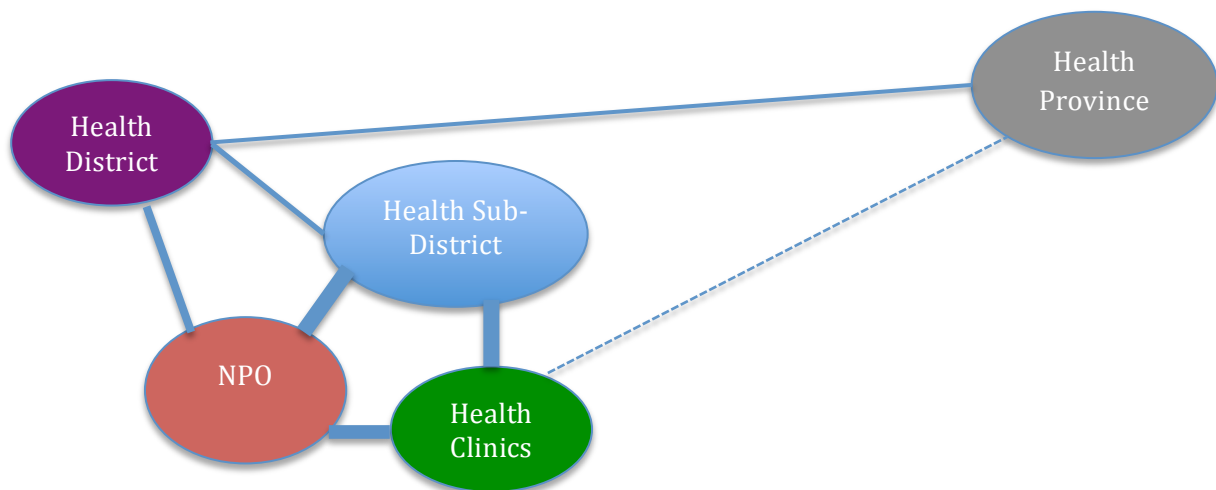 Health
Province
Health
District
Health Sub-
District
NPO
Health
Clinics